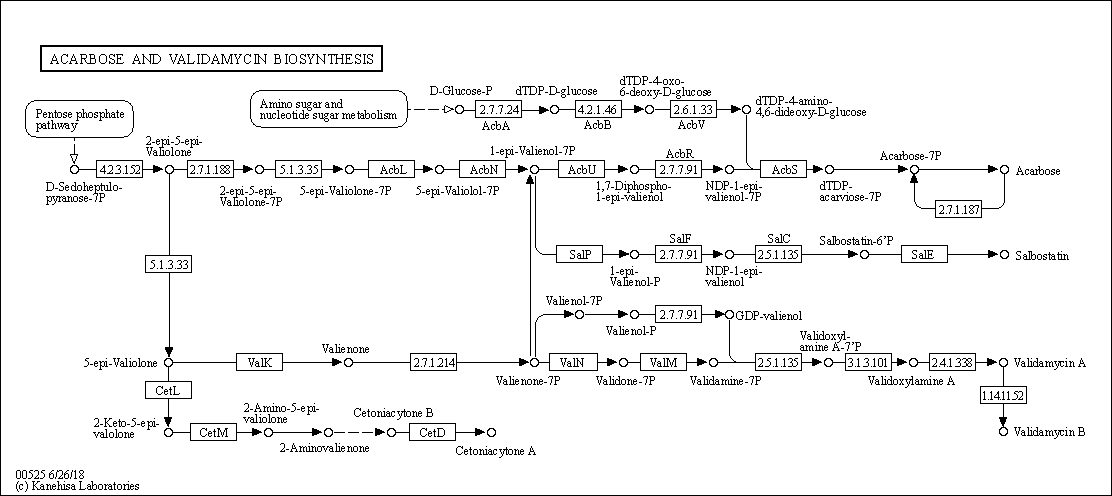 ACARBOSE AND VALIDAMYCIN BIOSYNTHESIS
Pentose phosphate
pathway
Amino sugar and
nucleotide sugar metabolism
D-Glucose-P
2.7.7.24
AcbA
dTDP-D-glucose
4.2.1.46
AcbB
dTDP-4-oxo-
6-deoxy-D-glucose
2.6.1.33
AcbV
dTDP-4-amino-
4,6-dideoxy-D-glucose
D-Sedoheptulo-
pyranose-7P
4.2.3.152
2-epi-5-epi-
Valiolone
2.7.1.188
2-epi-5-epi-
Valiolone-7P
5.1.3.35
5-epi-Valiolone-7P
AcbL
5-epi-Valiolol-7P
AcbN
1-epi-Valienol-7P
AcbU
1,7-Diphospho-
1-epi-valienol
AcbR
2.7.7.91
NDP-1-epi-
valienol-7P
AcbS
dTDP-
acarviose-7P
Acarbose-7P
Acarbose
2.7.1.187
5.1.3.33
SalP
1-epi-
Valienol-P
SalF
2.7.7.91
NDP-1-epi-
valienol
SalC
2.5.1.135
Salbostatin-6'P
SalE
Salbostatin
Valienol-7P
Valienol-P
2.7.7.91
GDP-valienol
5-epi-Valiolone
ValK
Valienone
2.7.1.214
Valienone-7P
ValN
Validone-7P
ValM
Validamine-7P
2.5.1.135
Validoxyl-
amine A-7'P
3.1.3.101
Validoxylamine A
2.4.1.338
Validamycin A
1.14.11.52
Validamycin B
CetL
2-Keto-5-epi-
valolone
CetM
2-Amino-5-epi-
valiolone
2-Aminovalienone
Cetoniacytone B
CetD
Cetoniacytone A
00525 6/26/18
(c) Kanehisa Laboratories